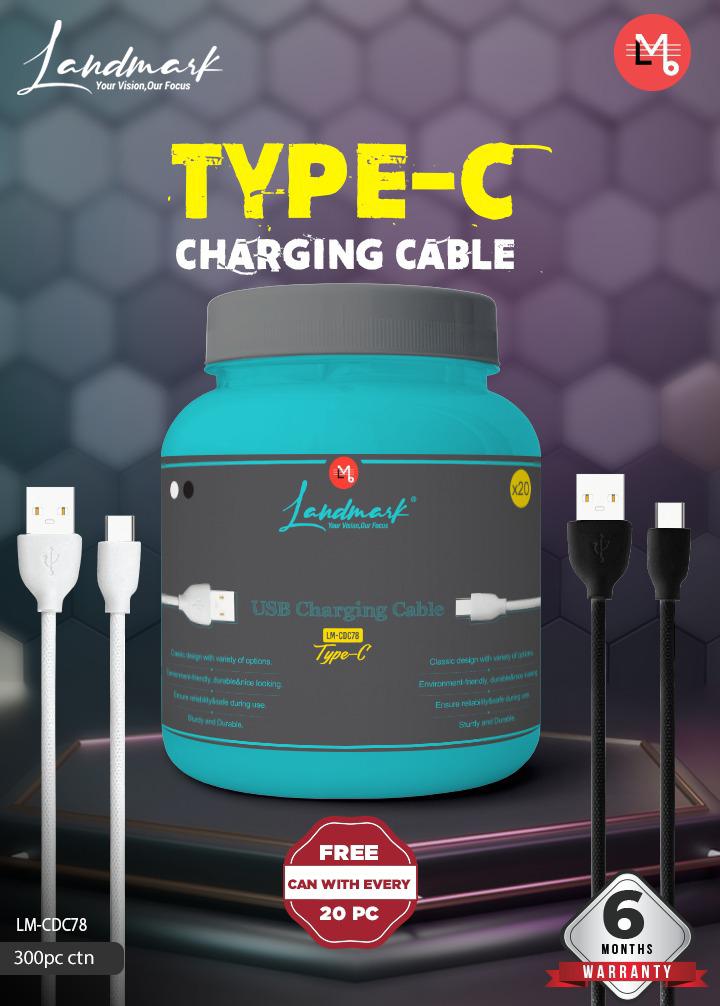 Landmark
Your Vision,Our Focus
LMb
TYPE-C
CHARGING CABLE
LMb
x20
Landmark®
Your Vision,Our Focus
USB Charging Cable
LM-CDC78
Type-C
Classic design with variety of options.
Environment-friendly, durable&nice looking.
Ensure reliability&safe during use.
Sturdy and Durable.
Classic design with variety of options.
Environment-friendly, durable&nice looking.
Ensure reliability&safe during use.
Sturdy and Durable.
FREE
CAN WITH EVERY
20 PC
LM-CDC78
300pc ctn
6
MONTHS
WARRANTY